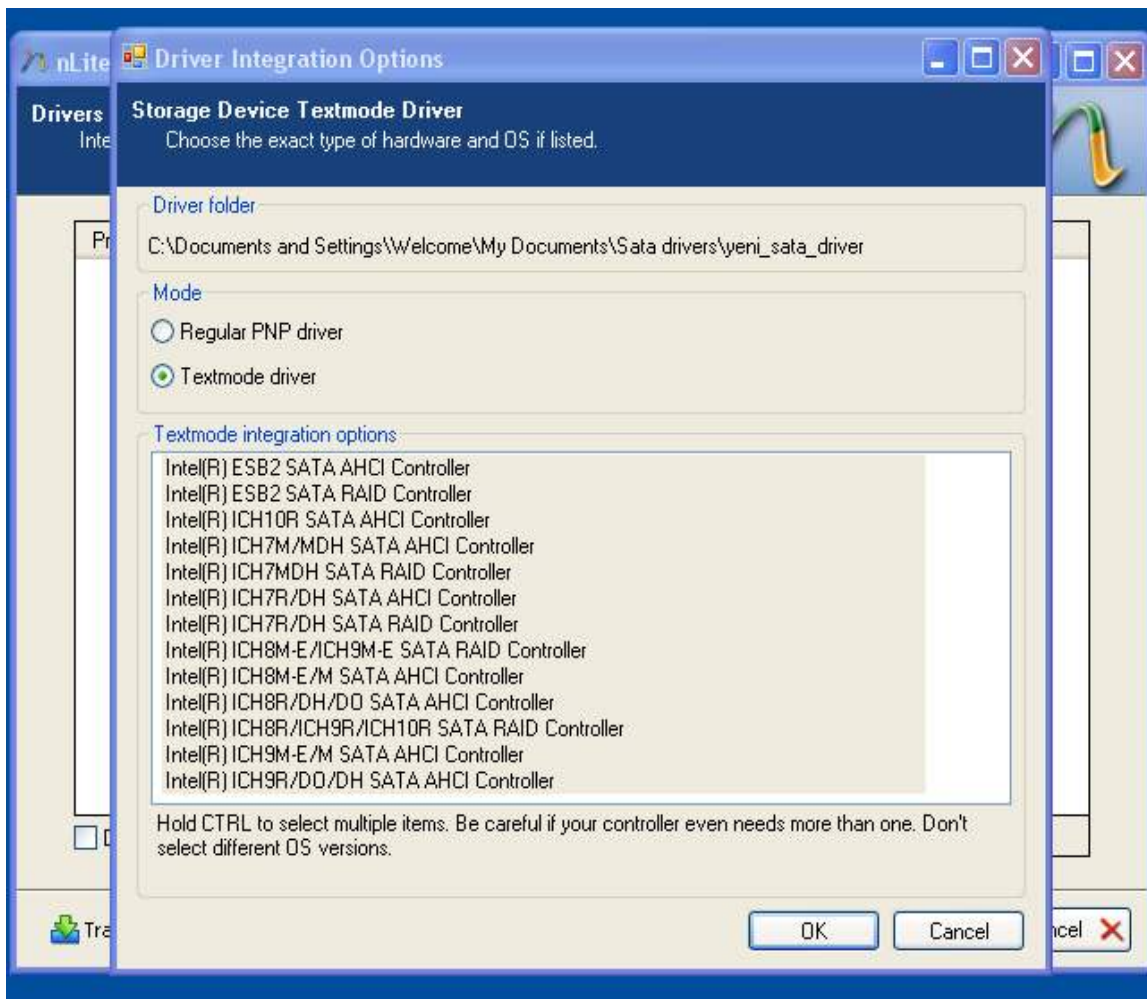 nLite
Driver Integration Options
Drivers
Inte
Storage Device Textmode Driver
Choose the exact type of hardware and OS if listed.
Driver folder
C:\Documents and Settings\Welcome\My Documents\Sata drivers\yeni_sata_driver
Pr
Mode
Regular PNP driver
Textmode driver
Textmode integration options
Intel(R) ESB2 SATA AHCI Controller
Intel(R) ESB2 SATA RAID Controller
Intel(R) ICH10R SATA AHCI Controller
Intel(R) ICH7M/MDH SATA AHCI Controller
Intel(R) ICH7MDH SATA RAID Controller
Intel(R) ICH7R/DH SATA AHCI Controller
Intel(R) ICH7R/DH SATA RAID Controller
Intel(R) ICH8M-E/ICH9M-E SATA RAID Controller
Intel(R) ICH8M-E/M SATA AHCI Controller
Intel(R) ICH8R/DH/DO SATA AHCI Controller
Intel(R) ICH8R/ICH9R/ICH10R SATA RAID Controller
Intel(R) ICH9M-E/M SATA AHCI Controller
Intel(R) ICH9R/DO/DH SATA AHCI Controller
Hold CTRL to select multiple items. Be careful if your controller even needs more than one. Don't
select different OS versions.
Tra
OK
Cancel
ncel